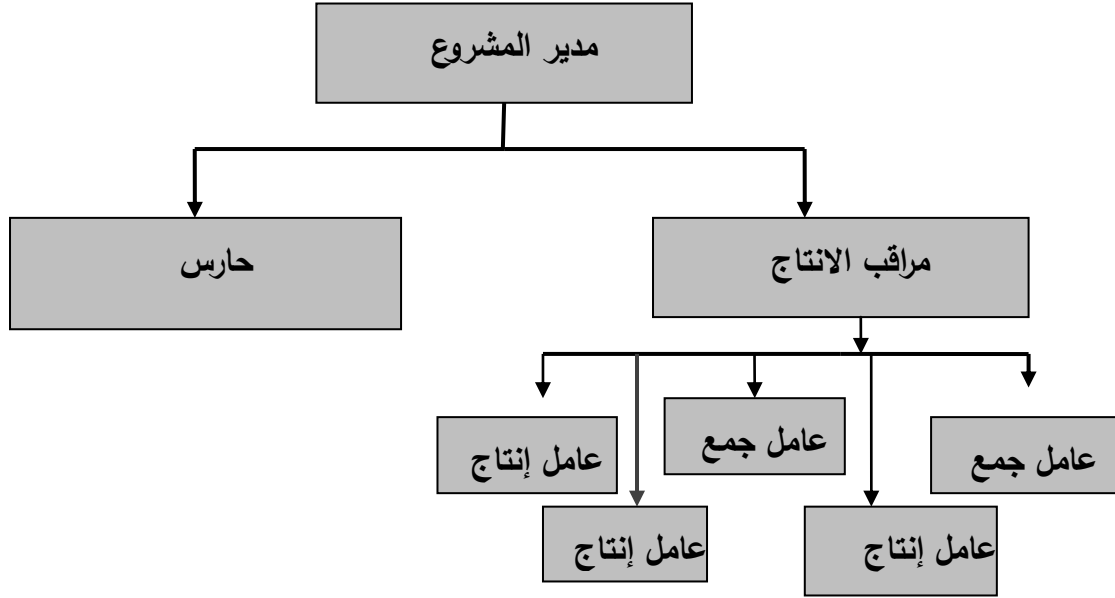 مدير المشروع
مراقب الانتاج
حارس
عامل جمع
عامل جمع
عامل إنتاج
عامل إنتاج
عامل إنتاج